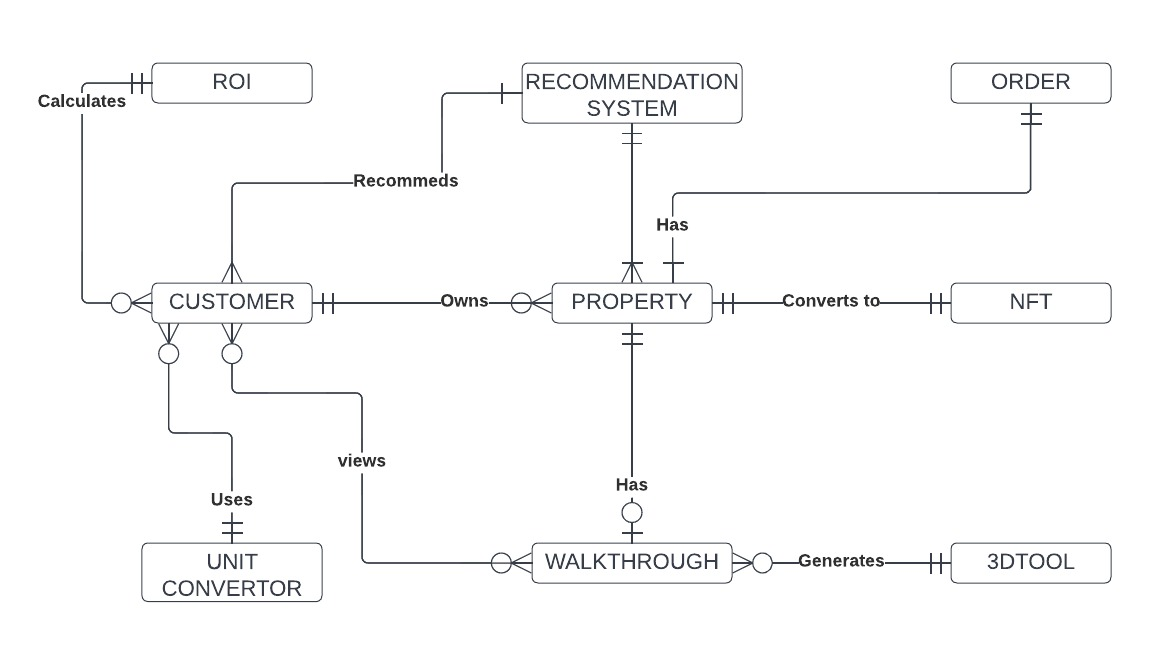 ROI
RECOMMENDATION
SYSTEM
ORDER
Calculates
Recommeds
Has
CUSTOMER
Owns
PROPERTY
Converts to
NFT
views
Has
Uses
UNIT
CONVERTOR
WALKTHROUGH
Generates
3DTOOL